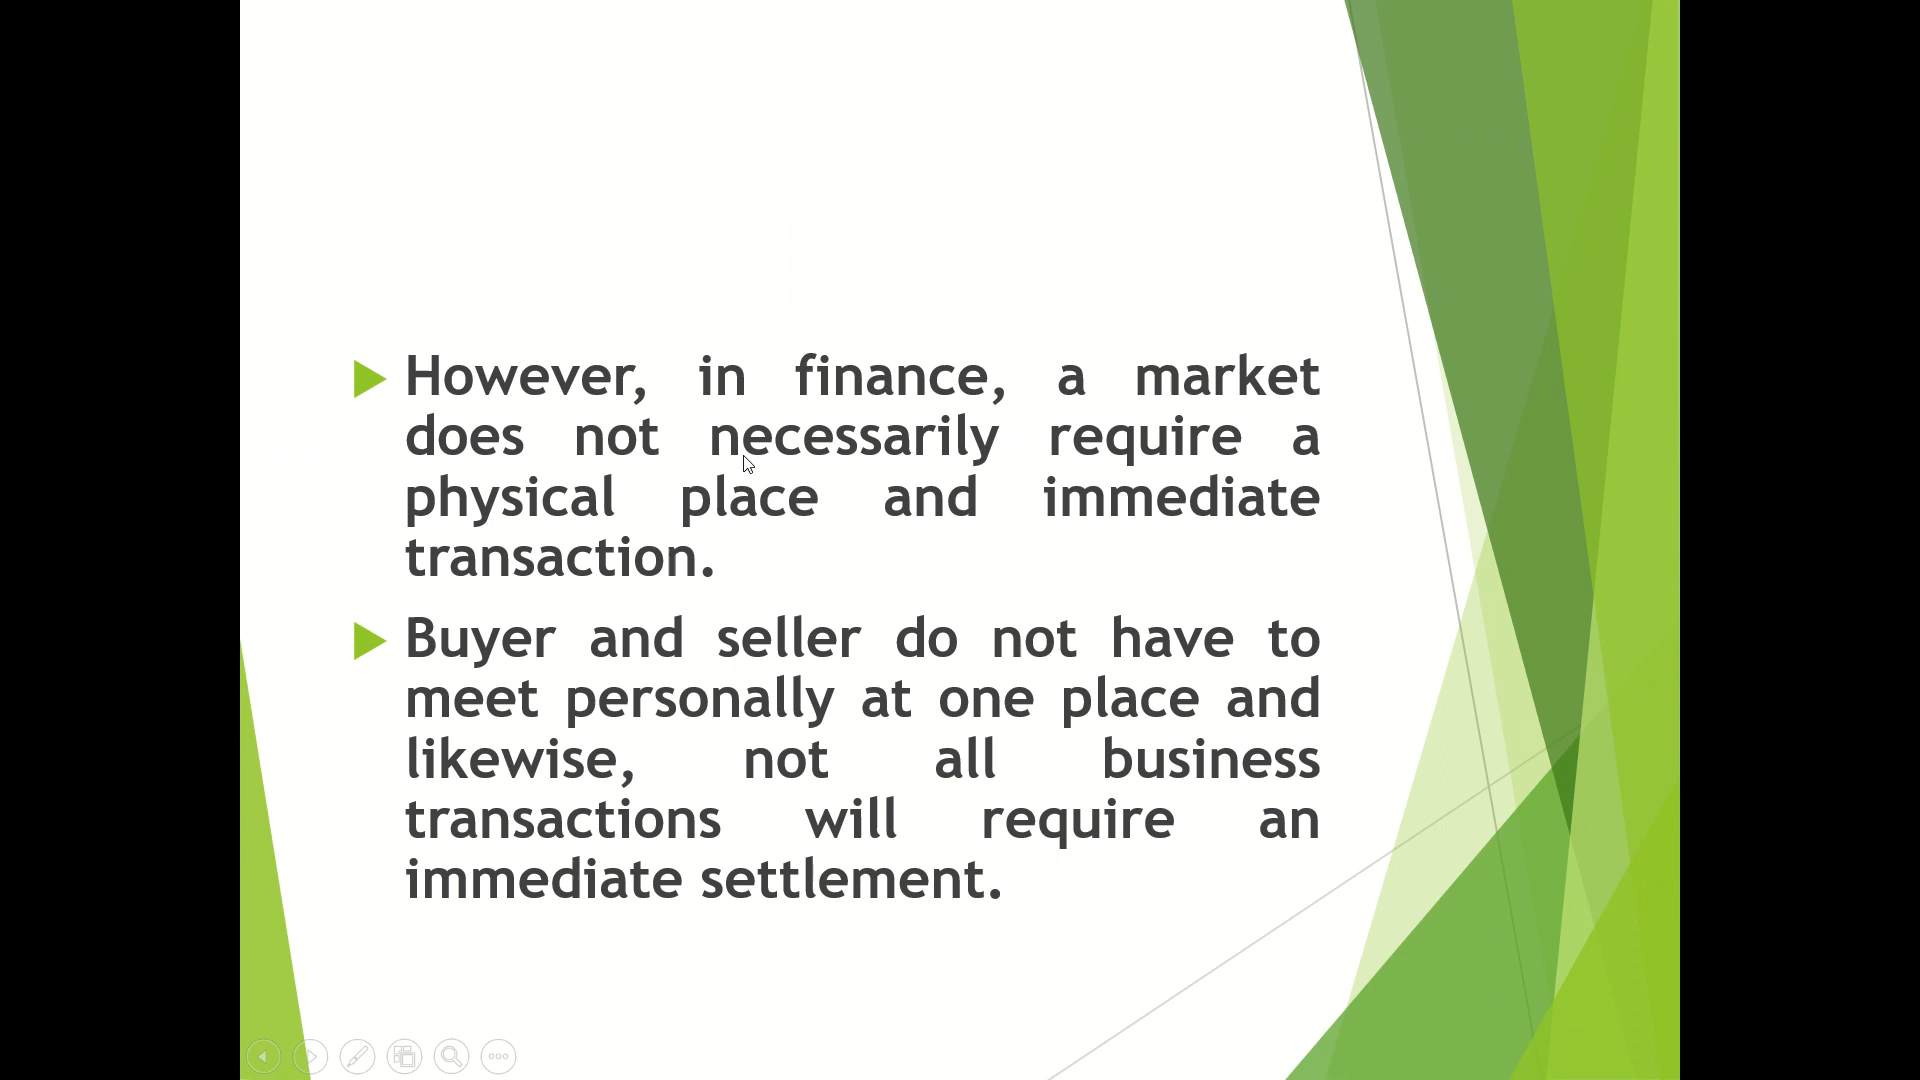 However, in finance, a market
does not necessarily require a
physical place and immediate
transaction.
Buyer and seller do not have to
meet personally at one place and
likewise, not all business
transactions will require an
immediate settlement.